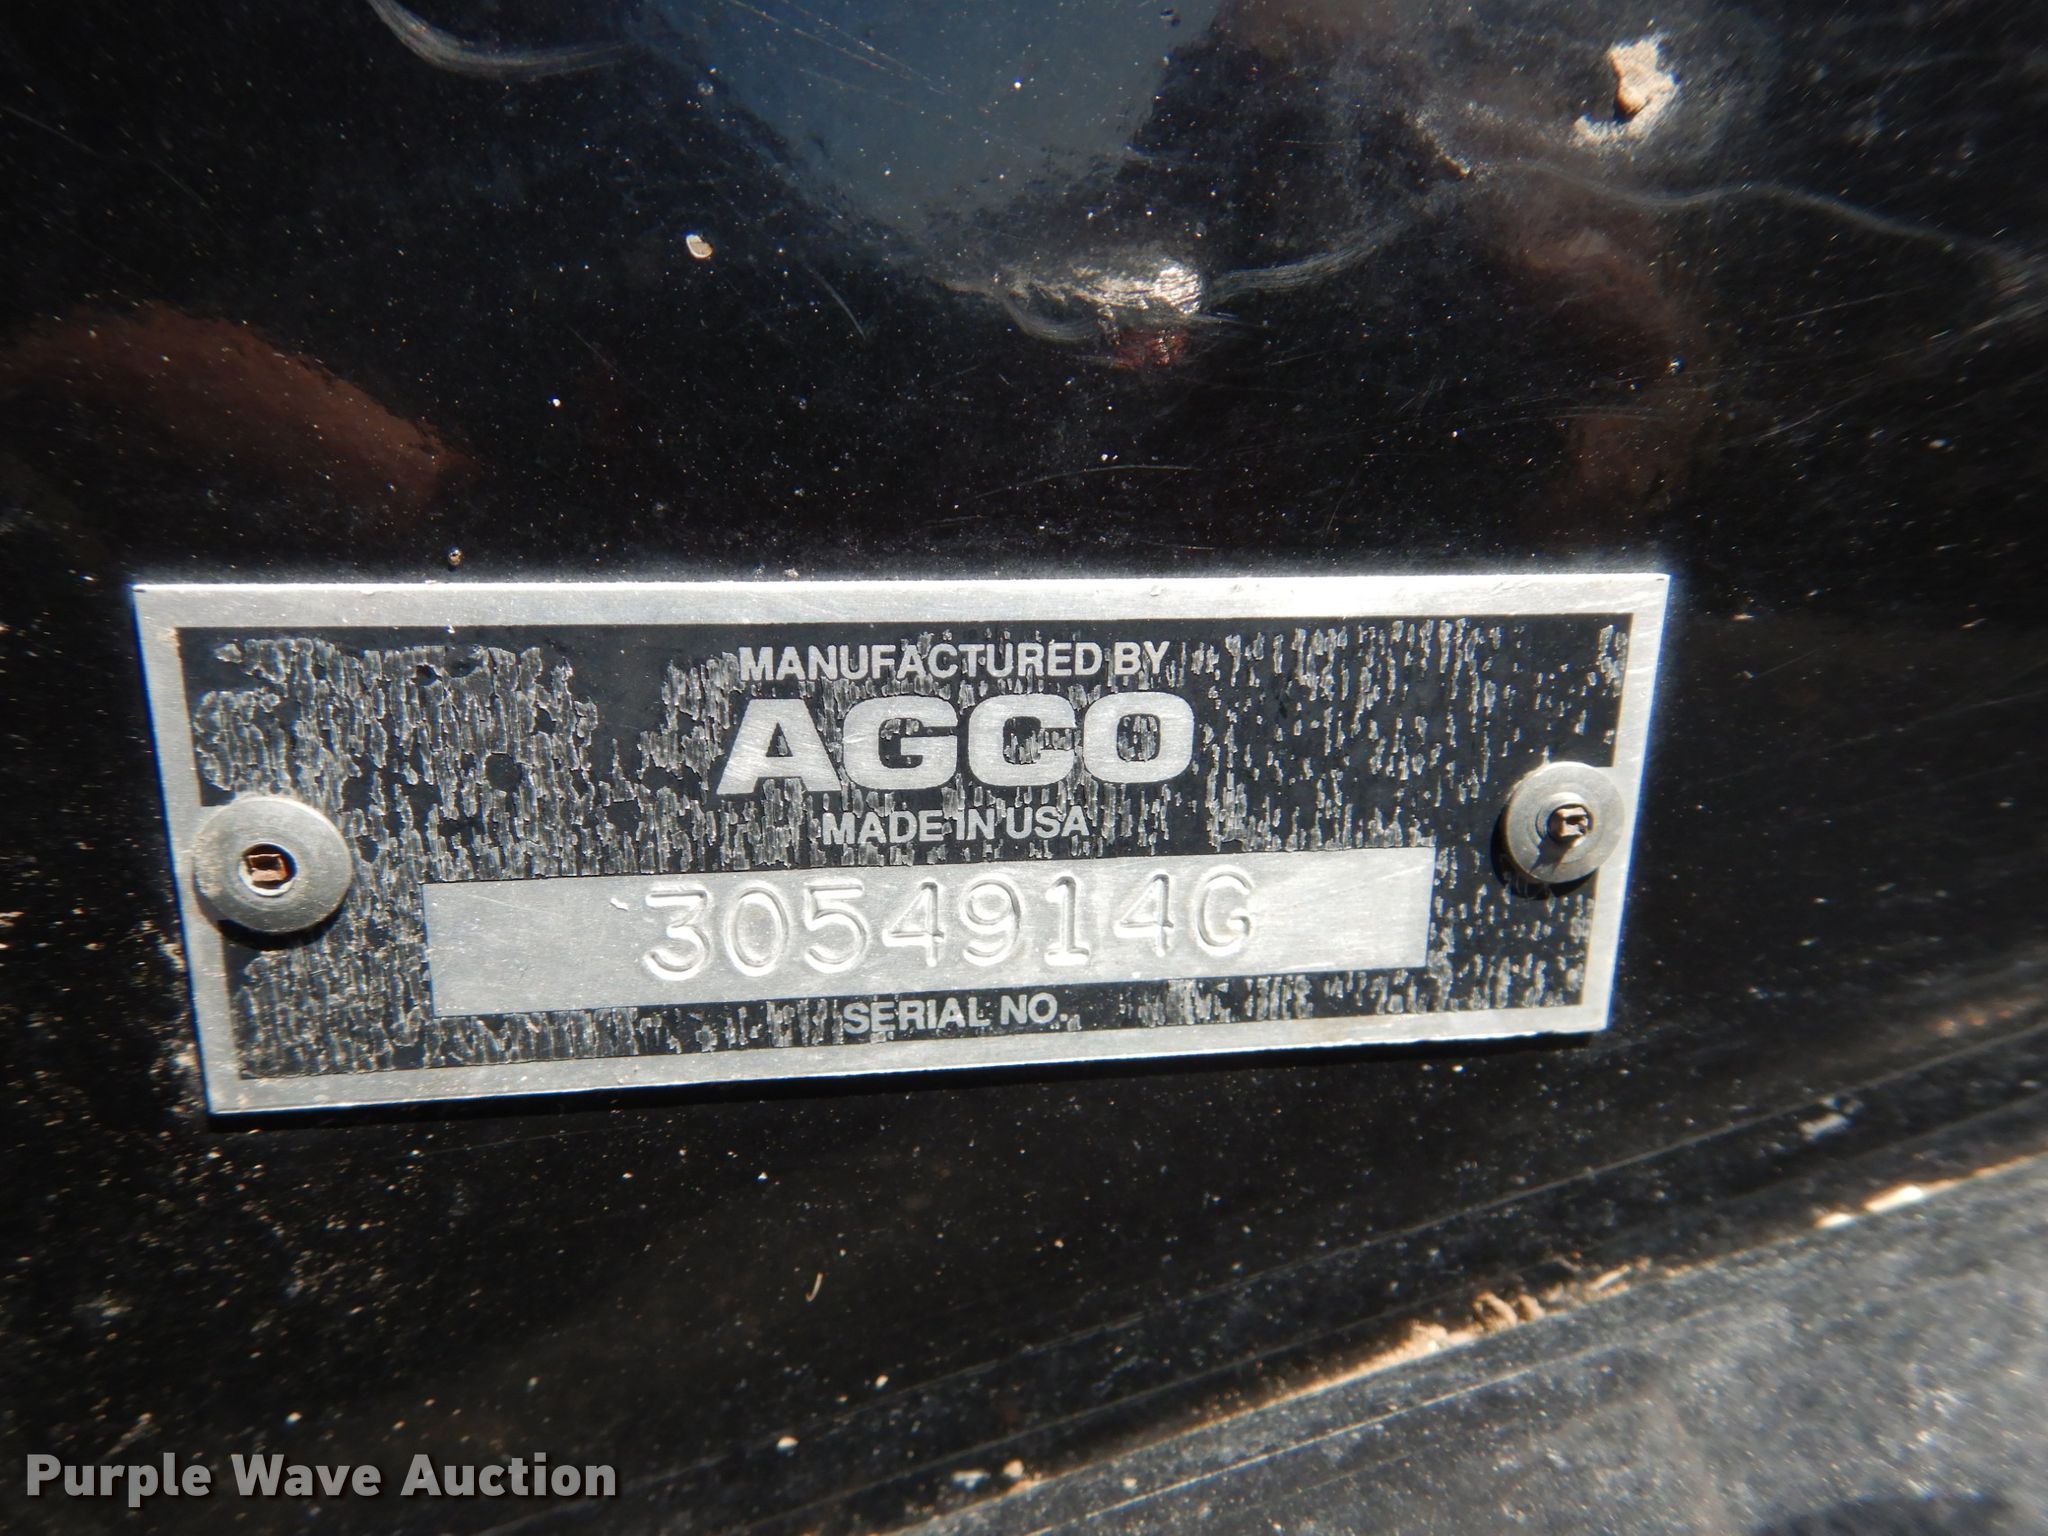 MANUFACTURED BY
AGCO
MADE IN USA
3054914G
SERIAL NO.
Purple Wave Auction